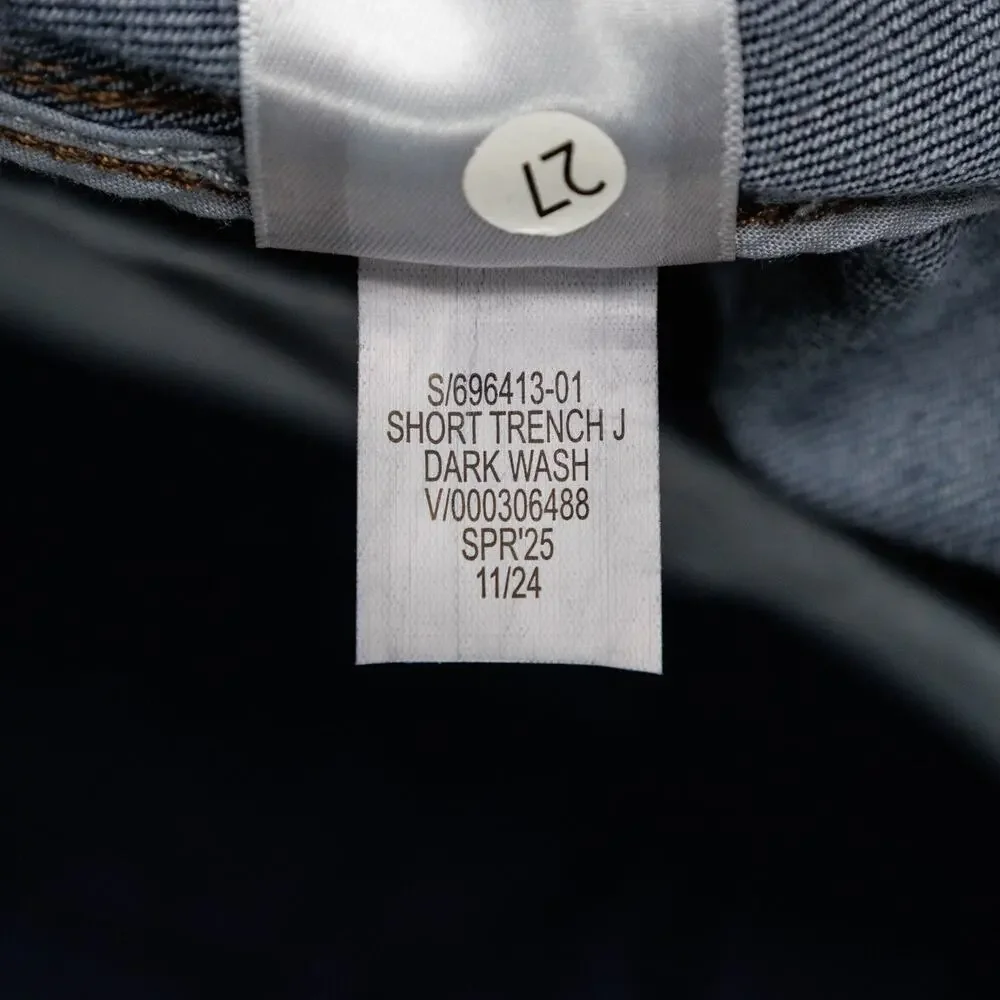 27
S/696413-01
SHORT TRENCH J
DARK WASH
V/000306488
SPR'25
11/24